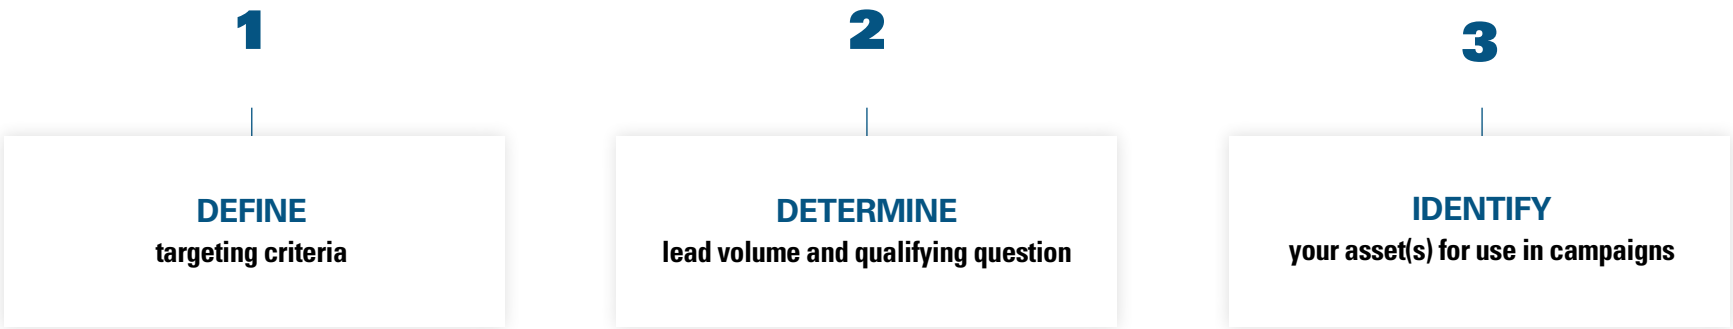 1
DEFINE
targeting criteria
2
DETERMINE
lead volume and qualifying question
3
IDENTIFY
your asset(s) for use in campaigns